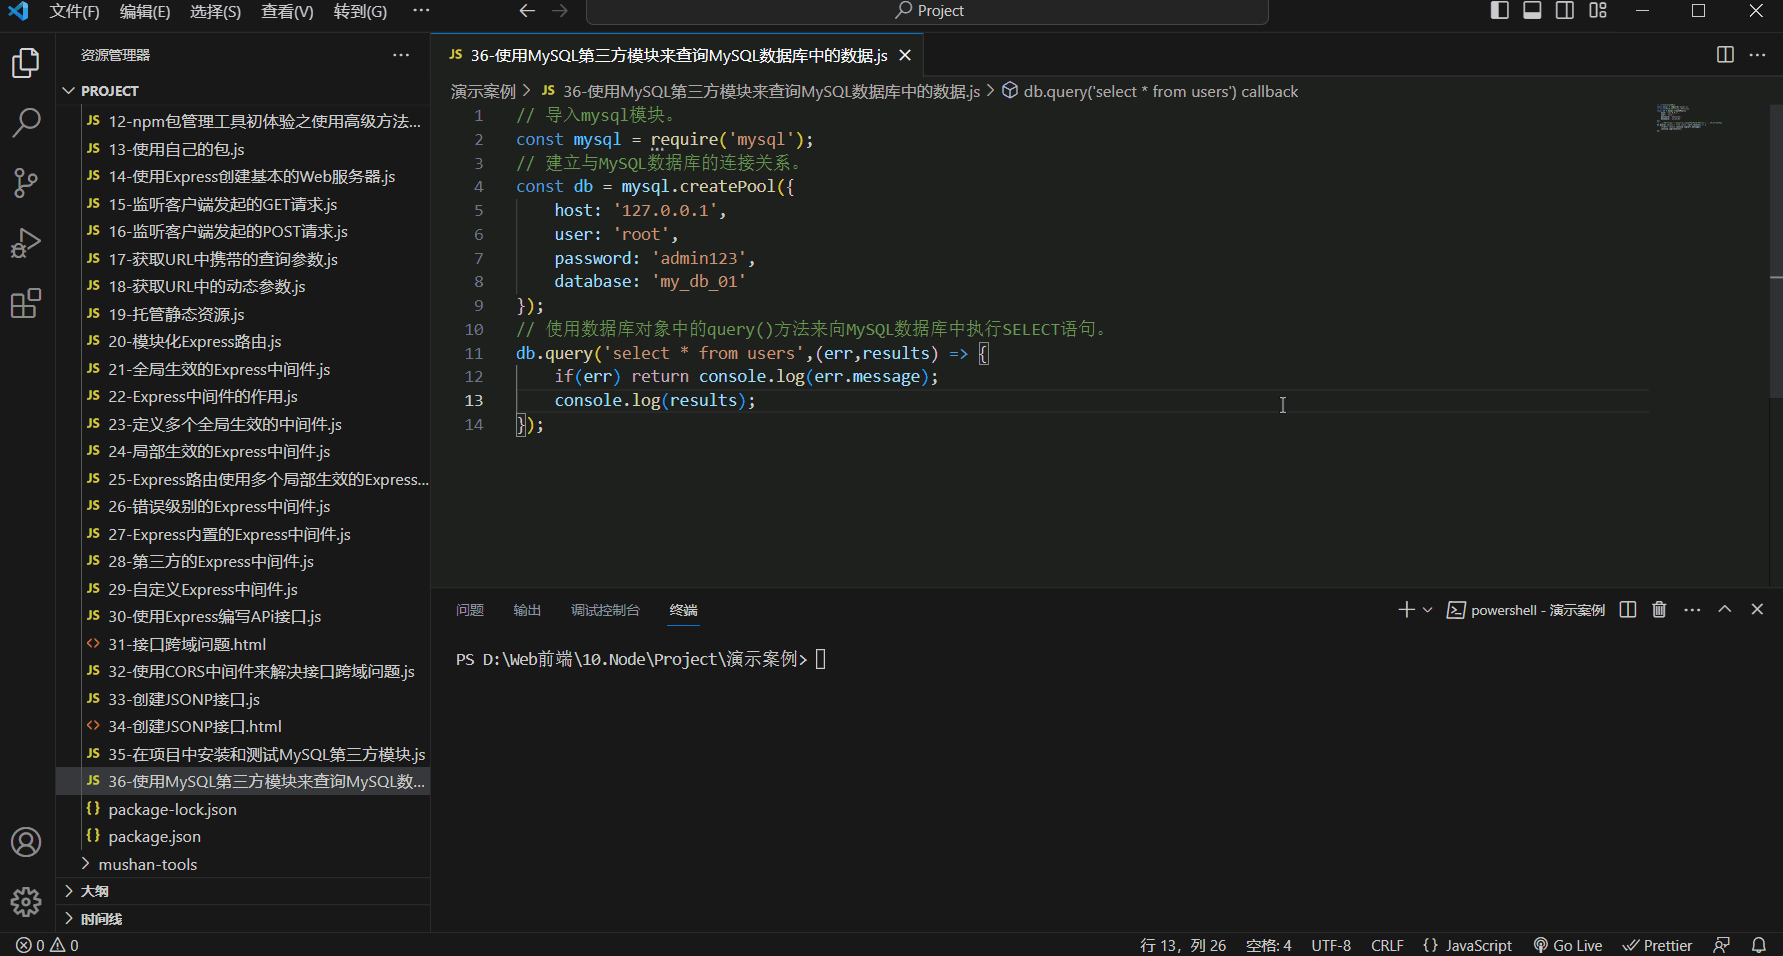 文件(F) 编辑(E) 选择(S) 查看(V) 转到(G) ··· Project
资源管理器 ···
PROJECT
JS 12-npm包管理工具初体验之使用高级方法...
JS 13-使用自己的包.js
JS 14-使用Express创建基本的Web服务器.js
JS 15-监听客户端发起的GET请求.js
JS 16-监听客户端发起的POST请求.js
JS 17-获取URL中携带的查询参数.js
JS 18-获取URL中的动态参数.js
JS 19-托管静态资源.js
JS 20-模块化Express路由.js
JS 21-全局生效的Express中间件.js
JS 22-Express中间件的作用.js
JS 23-定义多个全局生效的中间件.js
JS 24-局部生效的Express中间件.js
JS 25-Express路由使用多个局部生效的Express...
JS 26-错误级别的Express中间件.js
JS 27-Express内置的Express中间件.js
JS 28-第三方的Express中间件.js
JS 29-自定义Express中间件.js
JS 30-使用Express编写APi接口.js
<> 31-接口跨域问题.html
JS 32-使用CORS中间件来解决接口跨域问题.js
JS 33-创建JSONP接口.js
<> 34-创建JSONP接口.html
JS 35-在项目中安装和测试MySQL第三方模块.js
JS 36-使用MySQL第三方模块来查询MySQL数...
{} package-lock.json
{} package.json
> mushan-tools
> 大纲
> 时间线
JS 36-使用MySQL第三方模块来查询MySQL数据库中的数据.js
演示案例 > JS 36-使用MySQL第三方模块来查询MySQL数据库中的数据.js > db.query('select * from users') callback
1 // 导入mysql模块。
2 const mysql = require('mysql');
3 // 建立与MySQL数据库的连接关系。
4 const db = mysql.createPool({
5 host: '127.0.0.1',
6 user: 'root',
7 password: 'admin123',
8 database: 'my_db_01'
9 });
10 // 使用数据库对象中的query()方法来向MySQL数据库中执行SELECT语句。
11 db.query('select * from users',(err,results) => {
12 if(err) return console.log(err.message);
13 console.log(results);
14 });
问题 输出 调试控制台 终端 powershell - 演示案例
PS D:\Web前端\10.Node\Project\演示案例>
0 0 行 13, 列 26 空格: 4 UTF-8 CRLF {} JavaScript Go Live Prettier